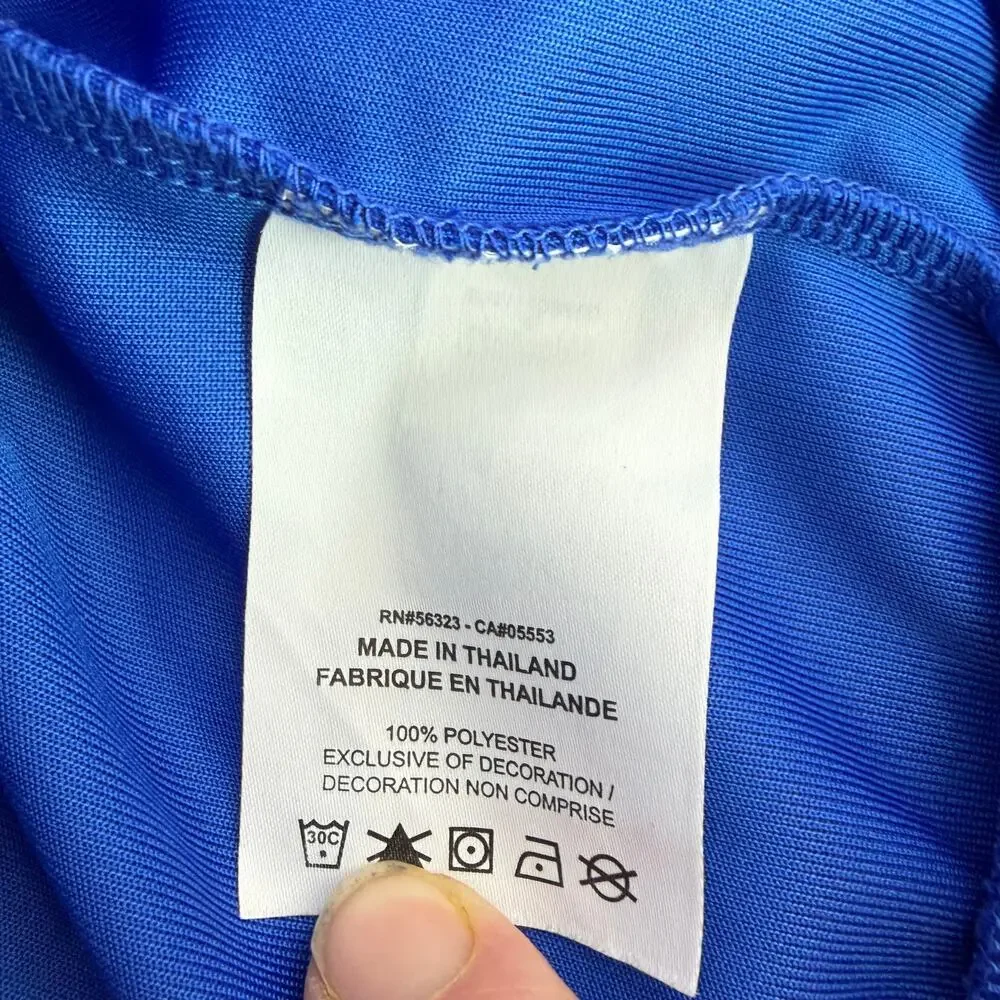 RN#56323 - CA#05553
MADE IN THAILAND
FABRIQUE EN THAILANDE
100% POLYESTER
EXCLUSIVE OF DECORATION /
DECORATION NON COMPRISE
30C